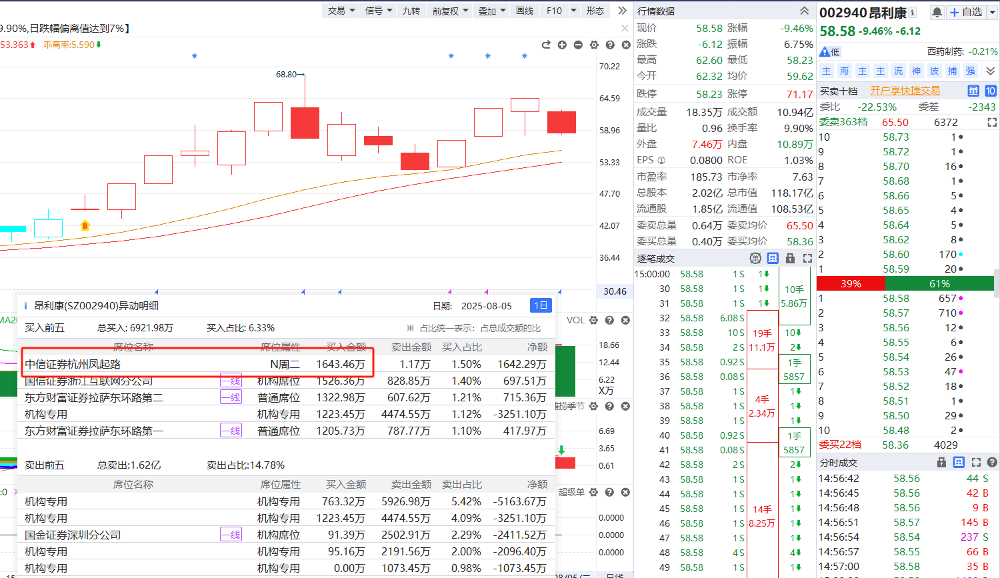 交易 信号 九转 前复权 叠加 画线 F10 形态
9.90%,日跌幅偏离值达到7%】
53.363 乖离率:5.590
70.22
68.80→
64.59
58.96
53.33
47.70
B
42.07
36.44
30.46
昂利康(SZ002940)异动明细 日期: 2025-08-05 1日
买入前五 总买入: 6921.98万 买入占比: 6.33% ※ 占比统一表示: 占总成交额的比
席位名称 席位属性 买入金额 卖出金额 买入占比 净额
中信证券杭州凤起路 N周二 1643.46万 1.17万 1.50% 1642.29万
国信证券浙江互联网分公司 一线 机构席位 1526.36万 828.85万 1.40% 697.51万
东方财富证券拉萨东环路第二 一线 普通席位 1322.98万 607.62万 1.21% 715.36万
机构专用 机构席位 1223.45万 4474.55万 1.12% -3251.10万
东方财富证券拉萨东环路第一 一线 普通席位 1205.73万 787.77万 1.10% 417.97万
卖出前五 总卖出:1.62亿 卖出占比:14.78%
席位名称 席位属性 买入金额 卖出金额 卖出占比 净额
机构专用 机构席位 763.32万 5926.98万 5.42% -5163.67万
机构专用 机构席位 1223.45万 4474.55万 4.09% -3251.10万
国金证券深圳分公司 一线 机构席位 91.39万 2502.91万 2.29% -2411.52万
机构专用 机构席位 95.16万 2191.56万 2.00% -2096.40万
机构专用 机构席位 0.00万 1073.45万 0.98% -1073.45万
VOL
18.66
12.44
6.22
X万
捕捞季节
6.69
3.65
0.61
超级单
0.0000
0.0000
0.0000
行情数据
现价 58.58 涨幅 -9.46%
涨跌 -6.12 振幅 6.75%
最高 62.60 最低 58.23
今开 62.32 均价 59.62
跌停 58.23 涨停 71.17
成交量 18.35万 成交额 10.94亿
量比 0.96 换手率 9.90%
外盘 7.46万 内盘 10.89万
EPS ① 0.0800 ROE 1.03%
市盈率 185.73 市净率 7.63
总股本 2.02亿 总市值 118.17亿
流通股 1.85亿 流通值 108.53亿
委卖总量 0.64万 委卖均价 65.50
委买总量 0.40万 委买均价 58.36
逐笔成交 量
15:00:00 58.58 1 S 1
30 58.58 1 S 1 10手
31 58.58 1 S 1 5.86万
32 58.58 6.08 S
33 58.58 10 S 19手 10
34 58.58 2 S 11.1万 2
35 58.58 0.92 S 1手
36 58.58 0.08 S 5857
37 58.58 1 S 1
38 58.58 1 S 4手 1
39 58.58 1 S 2.34万 1
40 58.58 0.92 S 1手
41 58.58 0.08 S 5857
42 58.58 2 S 2
43 58.58 1 S 1
44 58.58 1 S 1
45 58.58 1 S 14手 1
46 58.58 1 S 8.25万 1
47 58.58 1 S 1
48 58.58 4 S 4
49 58.58 1 S 1
002940 昂利康 自选
58.58 -9.46% -6.12
低 西药制药: -0.21%
主 海 主 主 流 神 波 捕 强
买卖十档 开户享快捷交易 量 10
委比 -22.53% 委差 -2343
委卖363档 65.50 6372
10 58.73 1
9 58.72 1
8 58.70 16
7 58.68 1
6 58.66 5
5 58.65 4
4 58.64 5
3 58.62 8
2 58.60 170
1 58.59 20
39% 61%
1 58.58 657
2 58.57 710
3 58.56 12
4 58.55 6
5 58.54 26
6 58.53 47
7 58.52 18
8 58.51 1
9 58.50 29
10 58.48 2
委买22档 58.36 4029
分时成交 量
14:56:42 58.56 44 S
14:56:45 58.56 42 B
14:56:48 58.56 9 B
14:56:51 58.57 145 B
14:56:54 58.54 237 S
14:56:57 58.55 66 B
14:57:00 58.58 35 B